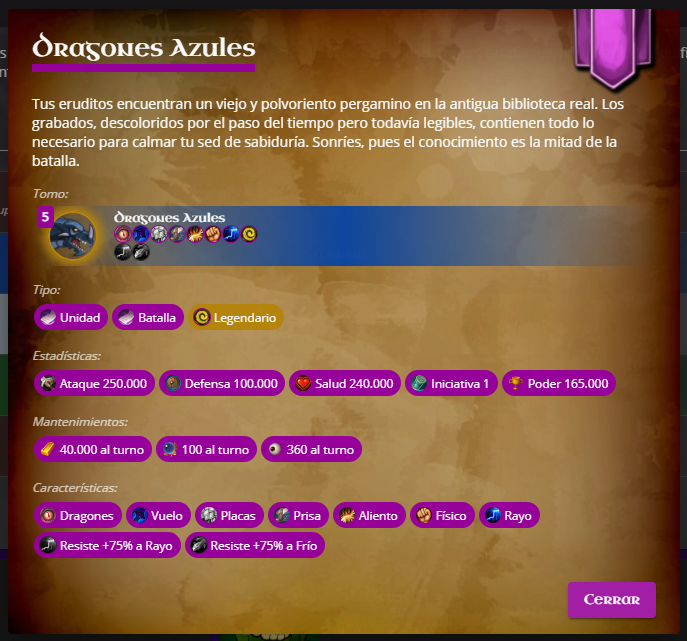 Dragones Azules
Tus eruditos encuentran un viejo y polvoriento pergamino en la antigua biblioteca real. Los
grabados, descoloridos por el paso del tiempo pero todavía legibles, contienen todo lo
necesario para calmar tu sed de sabiduría. Sonríes, pues el conocimiento es la mitad de la
batalla.
Tomo:
5 Dragones Azules
Tipo:
Unidad Batalla Legendario
Estadísticas:
Ataque 250.000 Defensa 100.000 Salud 240.000 Iniciativa 1 Poder 165.000
Mantenimientos:
40.000 al turno 100 al turno 360 al turno
Características:
Dragones Vuelo Placas Prisa Aliento Físico Rayo
Resiste +75% a Rayo Resiste +75% a Frío
Cerrar